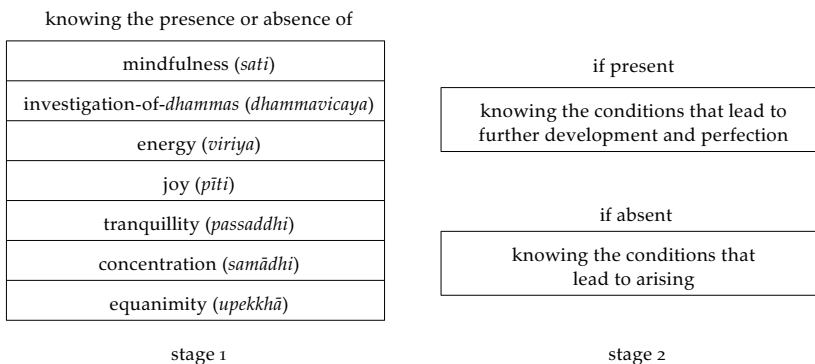 knowing the presence or absence of
mindfulness (sati)
investigation-of-dhammas (dhammavicaya)
energy (viriya)
joy (pīti)
tranquillity (passaddhi)
concentration (samādhi)
equanimity (upekkhā)
stage 1
if present
knowing the conditions that lead to
further development and perfection
if absent
knowing the conditions that
lead to arising
stage 2